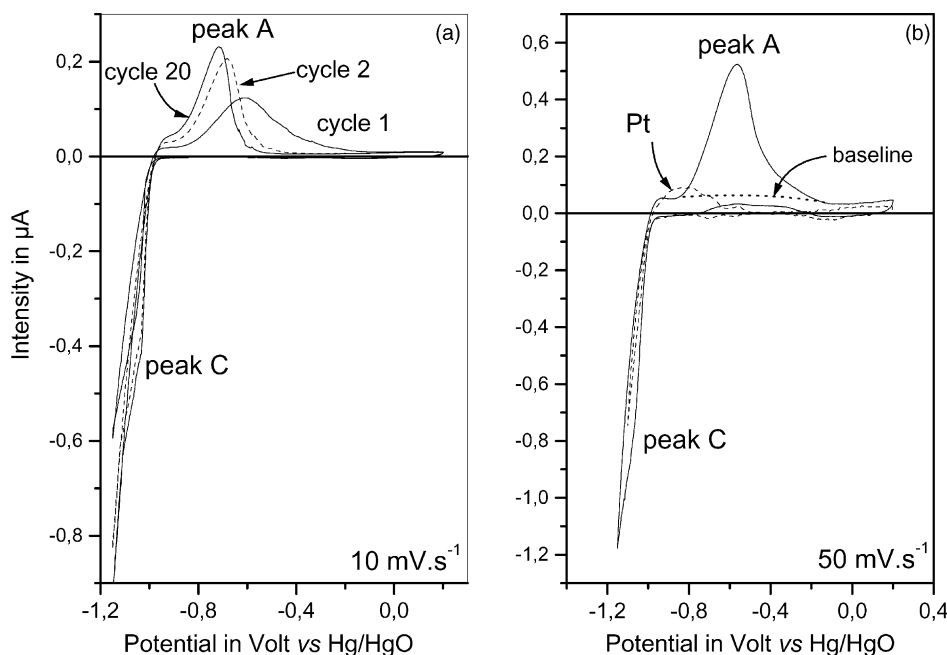 peak A
(a)
cycle 20
cycle 2
cycle 1
peak C
10 mV.s⁻¹
0,2
0,0
-0,2
-0,4
-0,6
-0,8
Intensity in µA
-1,2
-0,8
-0,4
0,0
Potential in Volt vs Hg/HgO
(b)
peak A
Pt
baseline
peak C
50 mV.s⁻¹
0,6
0,4
0,2
0,0
-0,2
-0,4
-0,6
-0,8
-1,0
-1,2
-1,2
-0,8
-0,4
0,0
0,4
Potential in Volt vs Hg/HgO